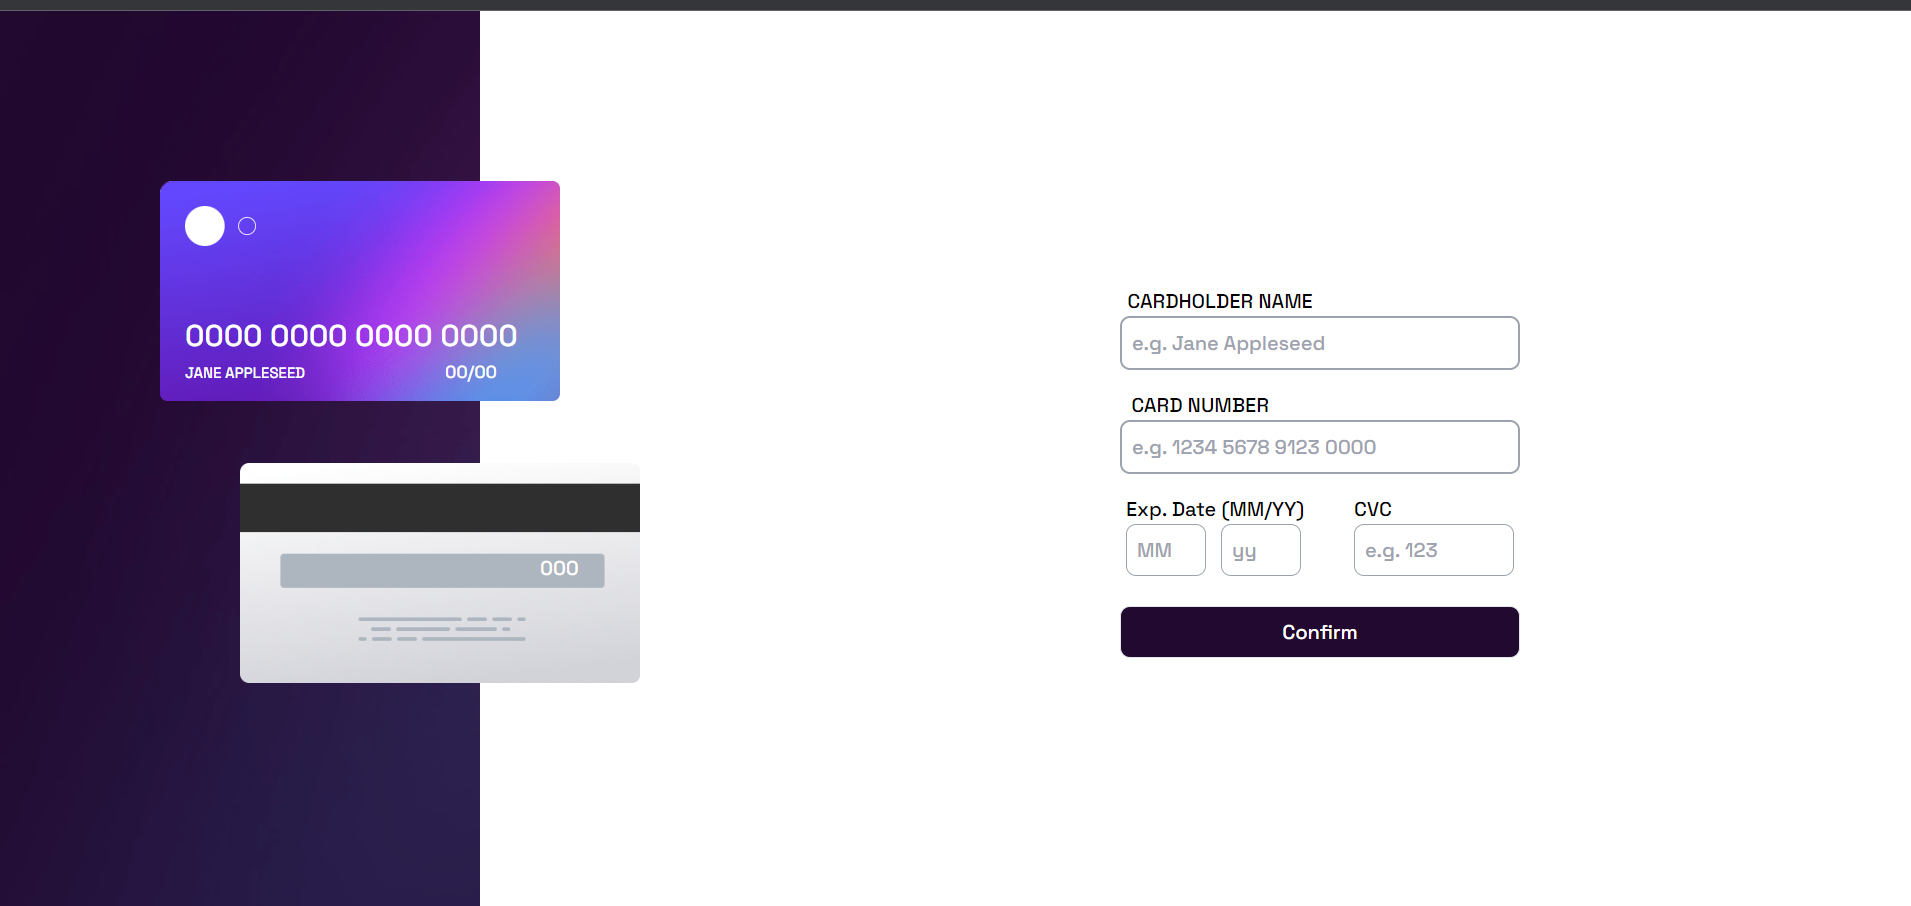 0000 0000 0000 0000
JANE APPLESEED 00/00
000
CARDHOLDER NAME
e.g. Jane Appleseed
CARD NUMBER
e.g. 1234 5678 9123 0000
Exp. Date (MM/YY) CVC
MM yy e.g. 123
Confirm